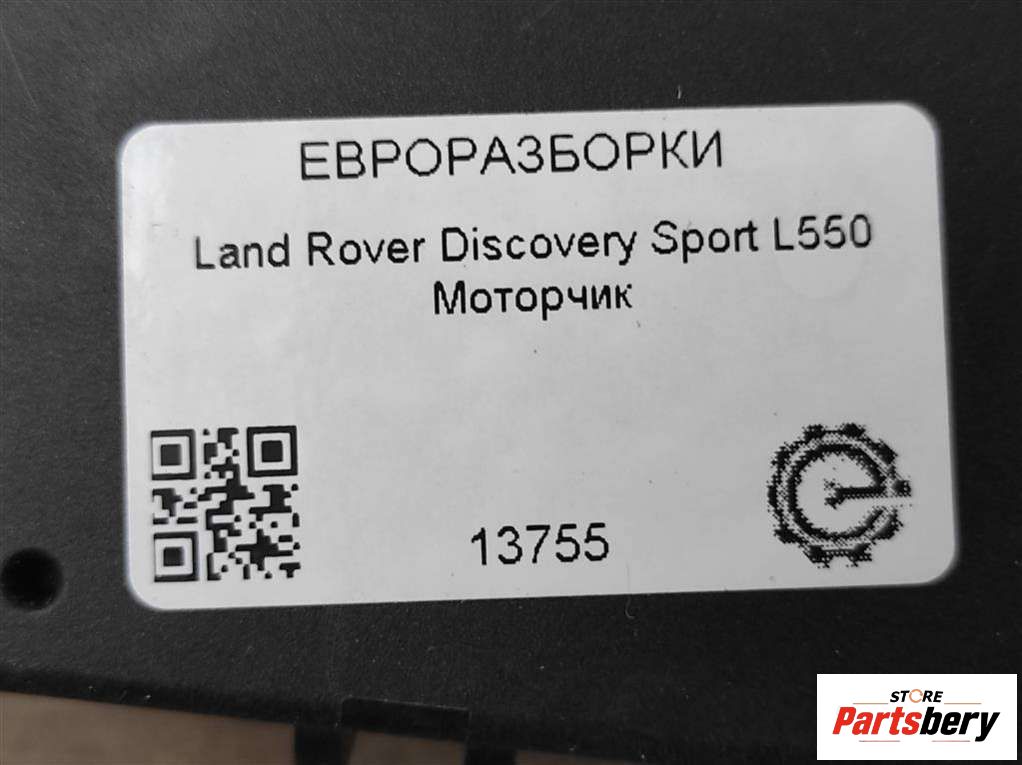 ЕВРОРАЗБОРКИ
Land Rover Discovery Sport L550
Моторчик
13755
STORE
Partsbery